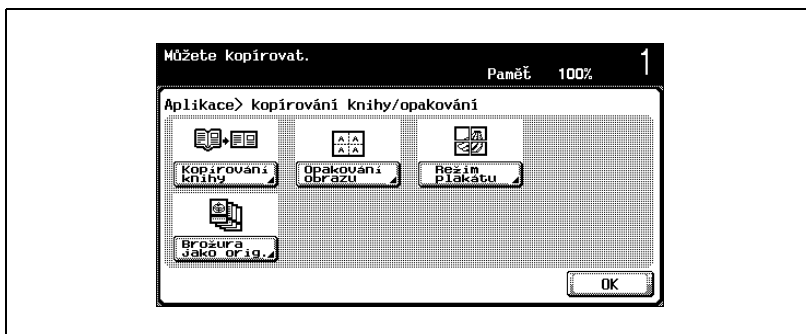 Můžete kopírovat.
Paměť 100% 1
Aplikace> kopírování knihy/opakování
A A
A A
Kopírování
knihy
Opakování
obrazu
Režim
plakátu
Brožura
jako orig.
OK